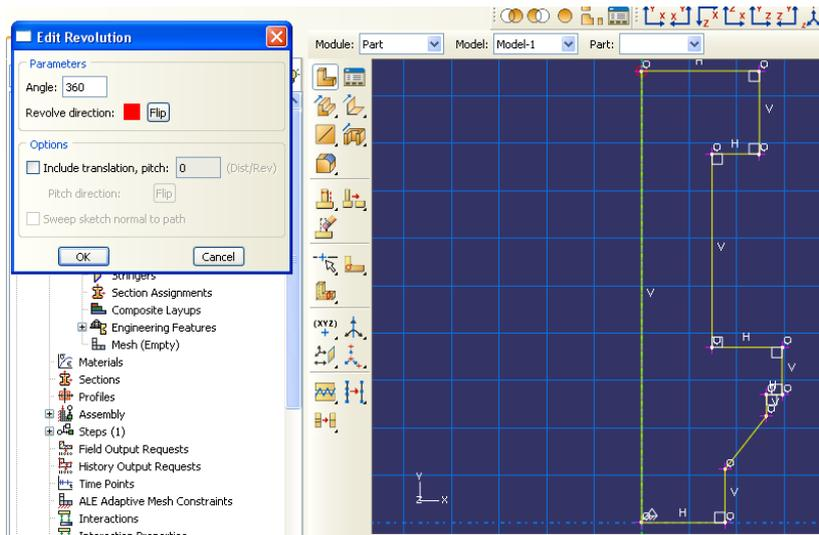 Edit Revolution
Parameters
Angle: 360
Revolve direction: Flip
Options
Include translation, pitch: 0 (Dist/Rev)
Pitch direction: Flip
Sweep sketch normal to path
OK Cancel
Module: Part Model: Model-1 Part:
Stringers
Section Assignments
Composite Layups
Engineering Features
Mesh (Empty)
Materials
Sections
Profiles
Assembly
Steps (1)
Field Output Requests
History Output Requests
Time Points
ALE Adaptive Mesh Constraints
Interactions
Interaction Properties
(XYZ)
H
V
H
V
V
H
V
H
V
V
H
Y
Z X